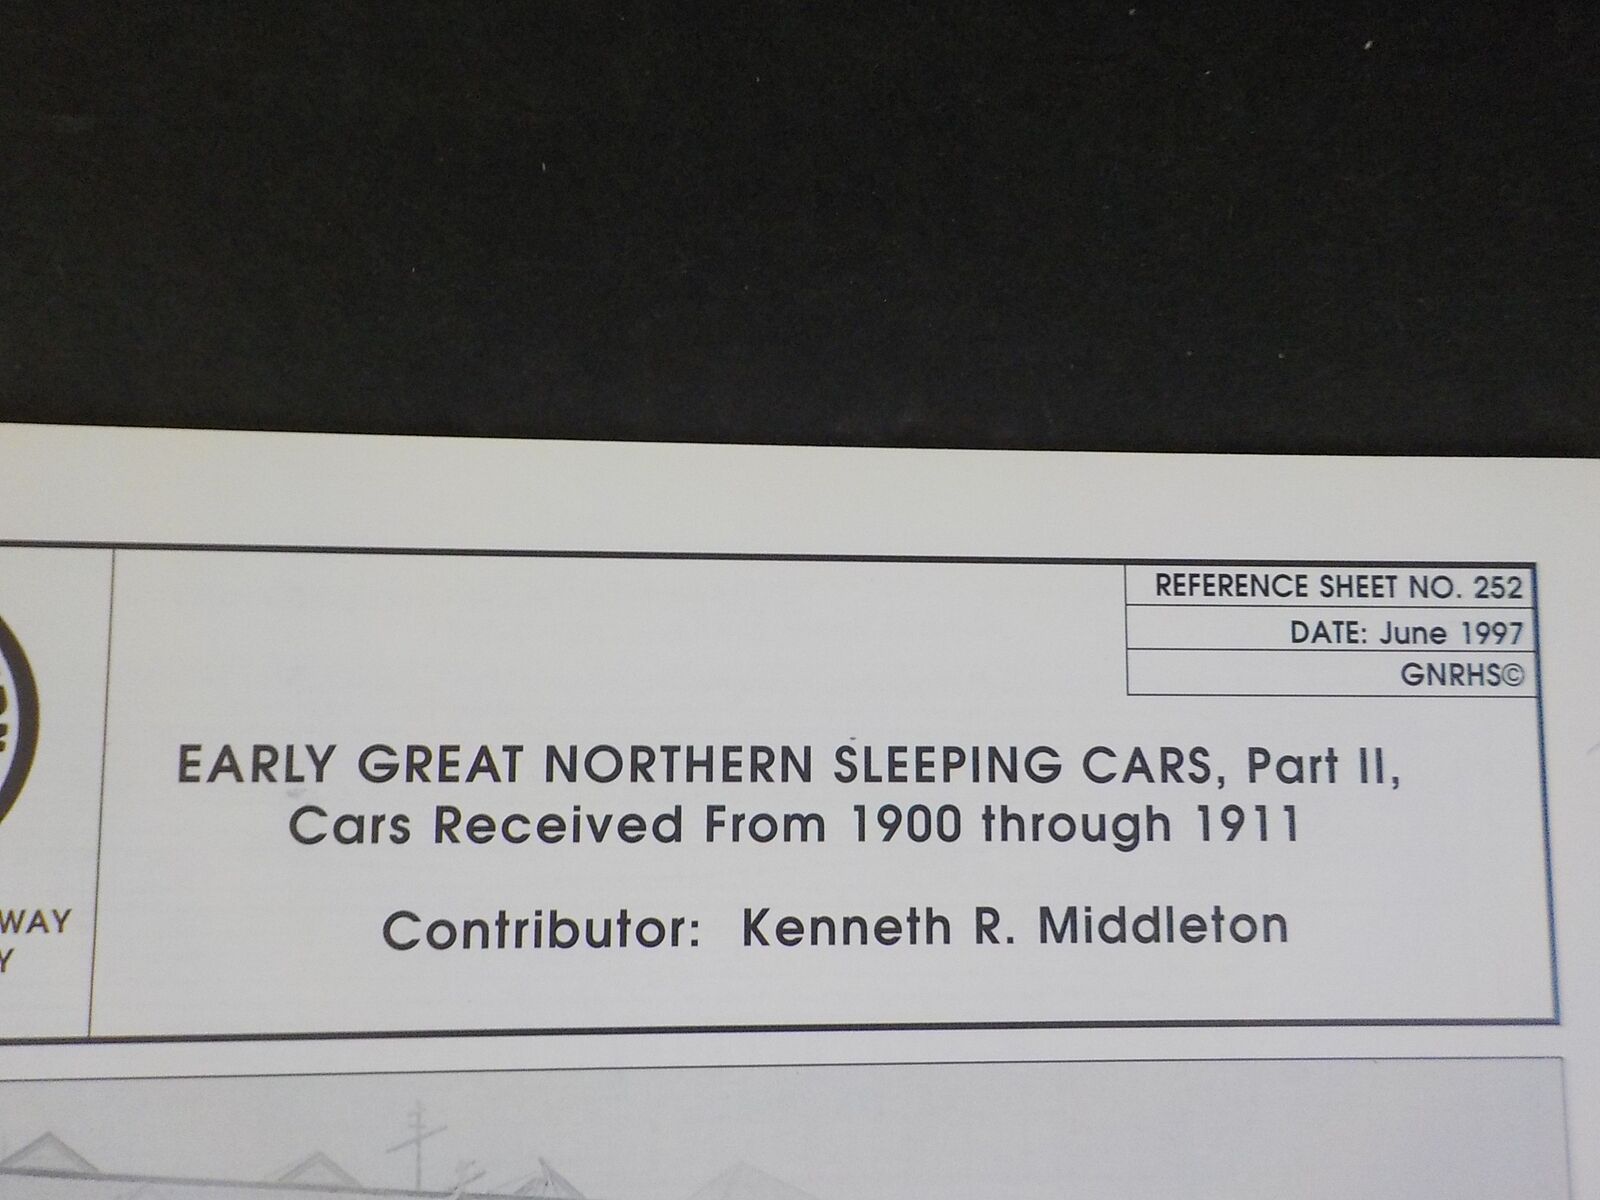 REFERENCE SHEET NO. 252
DATE: June 1997
GNRHS©
EARLY GREAT NORTHERN SLEEPING CARS, Part II,
Cars Received From 1900 through 1911
Contributor: Kenneth R. Middleton
WAY
Y